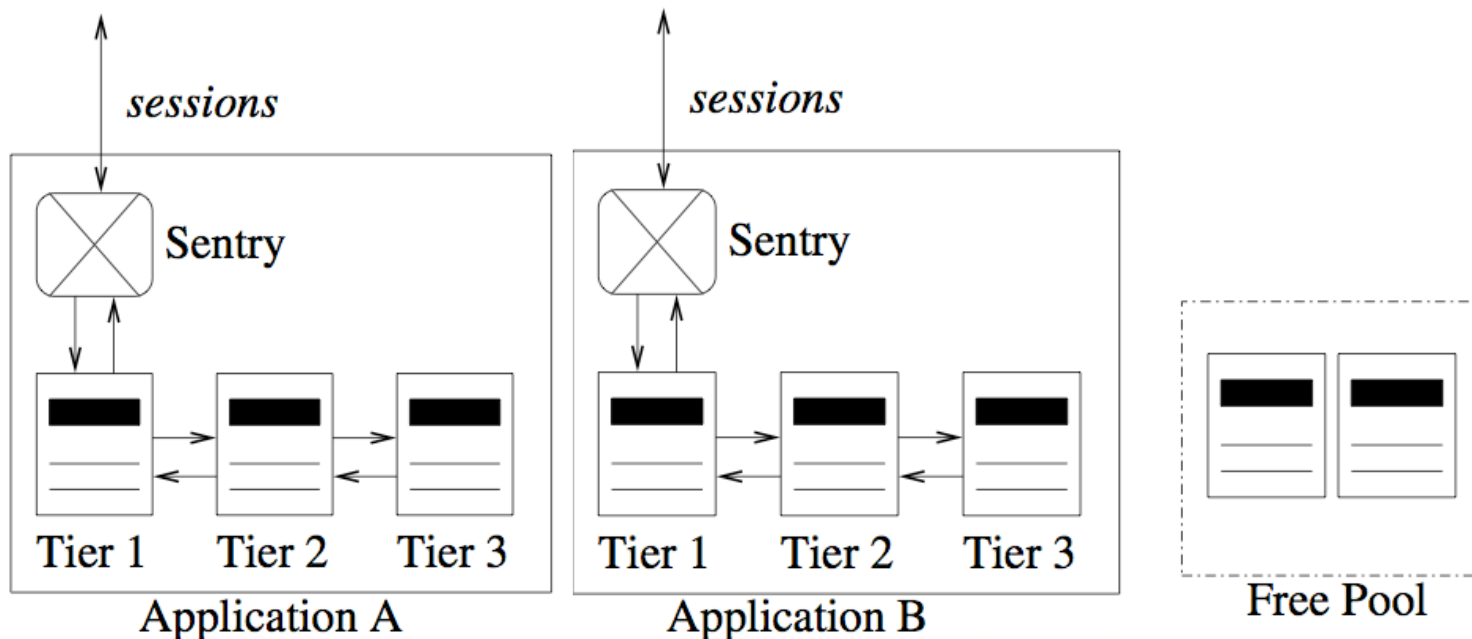 sessions
sessions
Sentry
Sentry
Tier 1
Tier 2
Tier 3
Tier 1
Tier 2
Tier 3
Application A
Application B
Free Pool